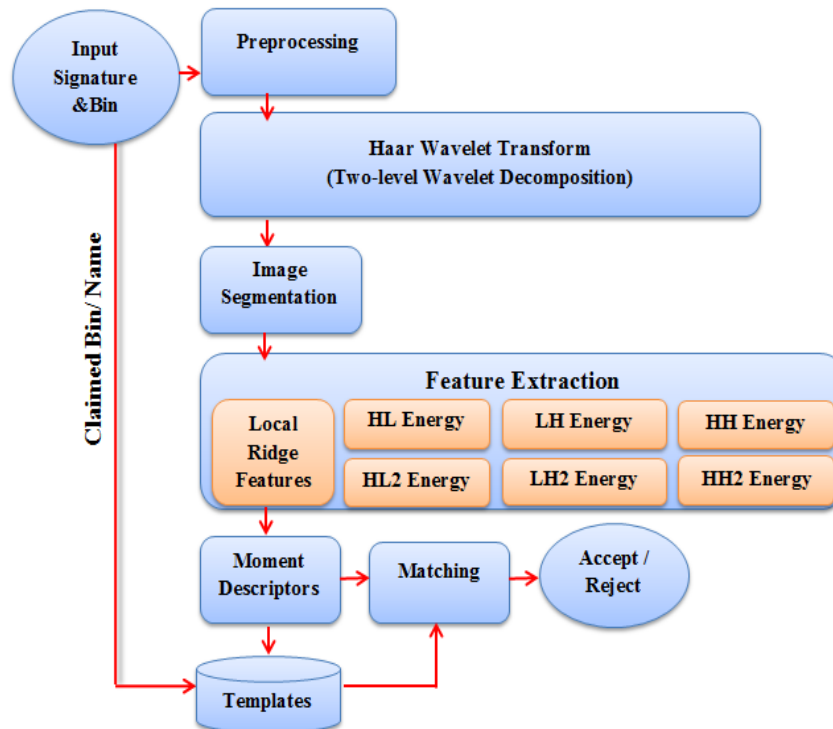 Input
Signature
&Bin
Preprocessing
Haar Wavelet Transform
(Two-level Wavelet Decomposition)
Image
Segmentation
Claimed Bin/ Name
Feature Extraction
Local
Ridge
Features
HL Energy
LH Energy
HH Energy
HL2 Energy
LH2 Energy
HH2 Energy
Moment
Descriptors
Matching
Accept /
Reject
Templates